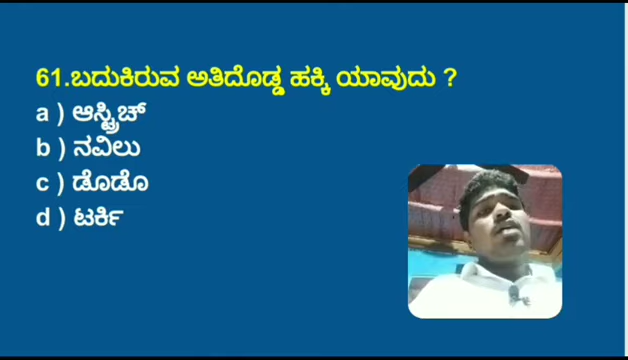 61.ಬದುಕಿರುವ ಅತಿದೊಡ್ಡ ಹಕ್ಕಿ ಯಾವುದು ?
a ) ಆಸ್ಟ್ರಿಚ್
b ) ನವಿಲು
c ) ಡೊಡೊ
d ) ಟರ್ಕಿ